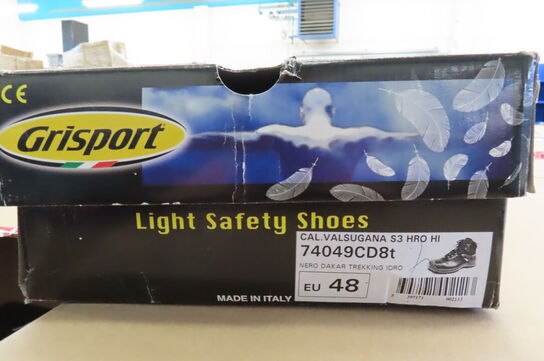 CE
Grisport
Light Safety Shoes
CAL.VALSUGANA S3 HRO HI
74049CD8t
NERO DAKAR TREKKING IDRO
EU 48
MADE IN ITALY